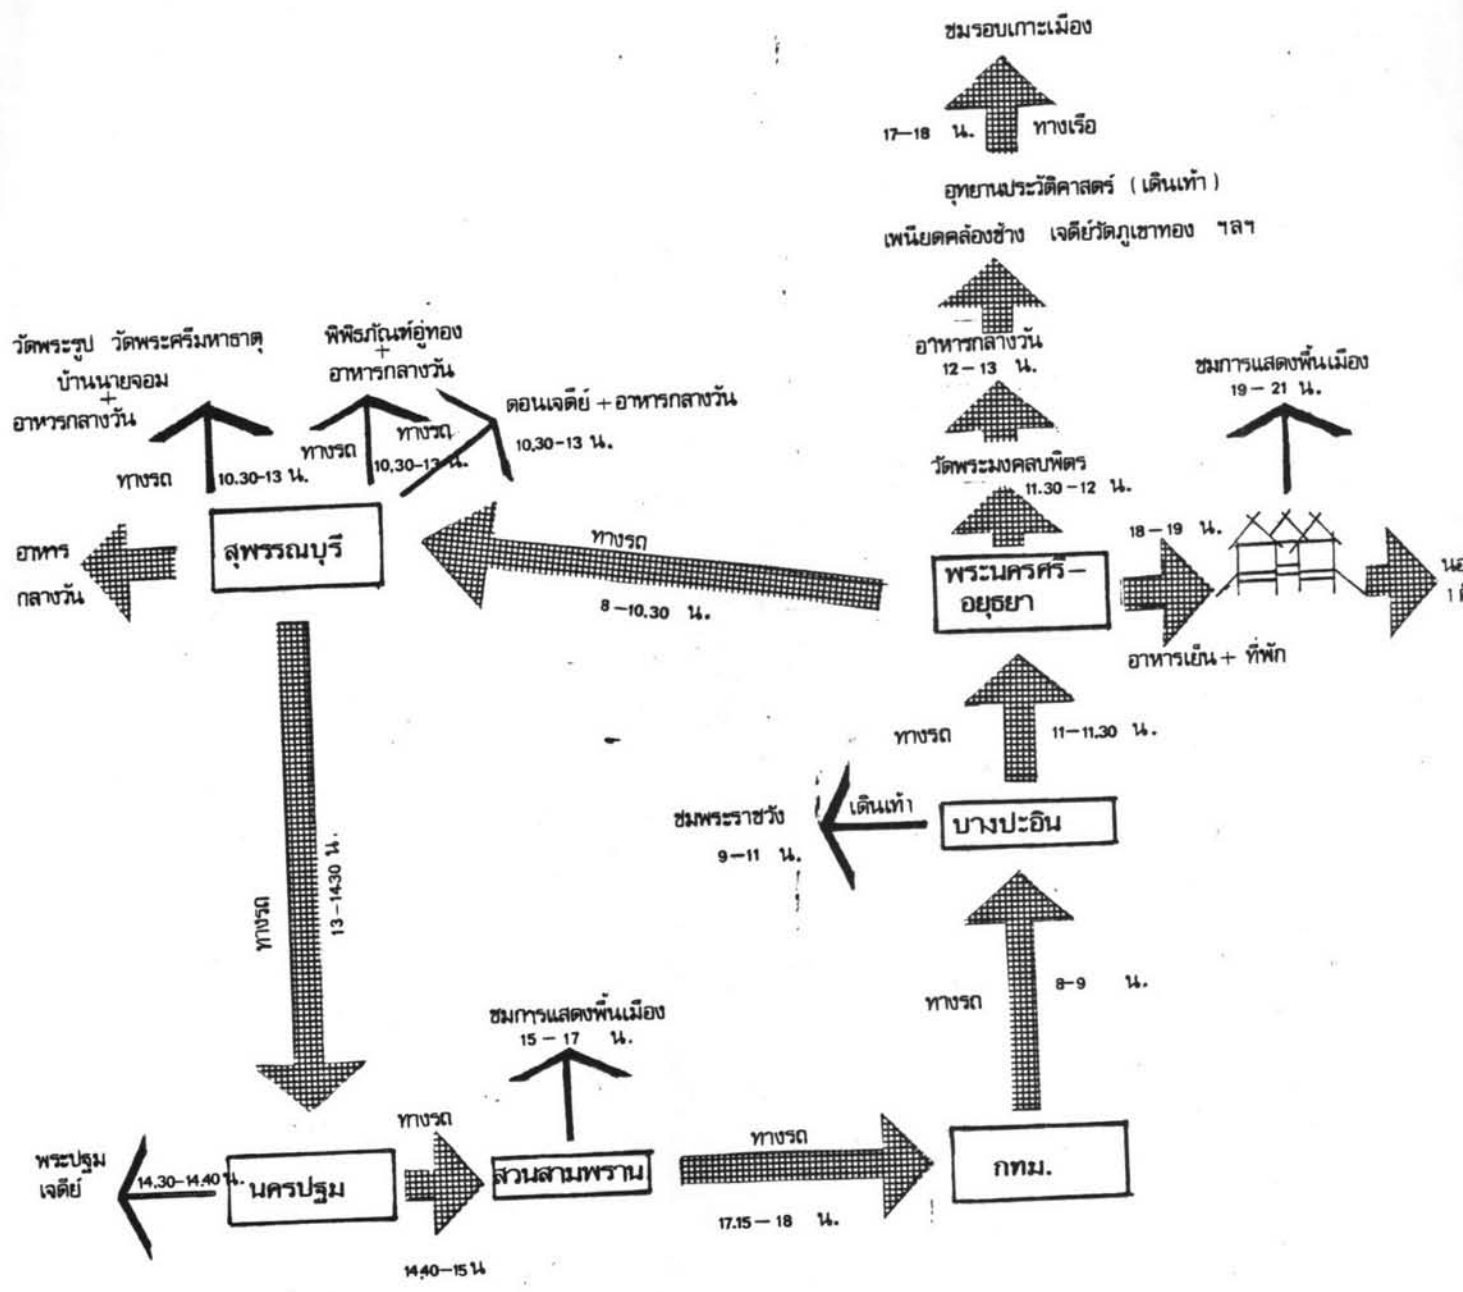 ชมรอบเกาะเมือง
17-18 น.
ทางเรือ
อุทยานประวัติศาสตร์ (เดินเท้า)
เพนียดคล้องช้าง เจดีย์วัดภูเขาทอง ฯลฯ
อาหารกลางวัน
12-13 น.
วัดพระมงคลบพิตร
11.30-12 น.
ชมการแสดงพื้นเมือง
19-21 น.
วัดพระรูป วัดพระศรีมหาธาตุ
บ้านนายจอม
+
อาหารกลางวัน
พิพิธภัณฑ์อู่ทอง
+
อาหารกลางวัน
ดอนเจดีย์ + อาหารกลางวัน
10.30-13 น.
ทางรถ
10.30-13 น.
ทางรถ
ทางรถ
10.30-13 น.
สุพรรณบุรี
อาหาร
กลางวัน
ทางรถ
8-10.30 น.
พระนครศรี-
อยุธยา
18-19 น.
อาหารเย็น + ที่พัก
ทางรถ
11-11.30 น.
ชมพระราชวัง
9-11 น.
เดินเท้า
บางปะอิน
ทางรถ
8-9 น.
ทางรถ
13-14.30 น.
ชมการแสดงพื้นเมือง
15-17 น.
พระปฐม
เจดีย์
14.30-14.40 น.
นครปฐม
ทางรถ
14.40-15 น
สวนสามพราน
ทางรถ
17.15-18 น.
กทม.